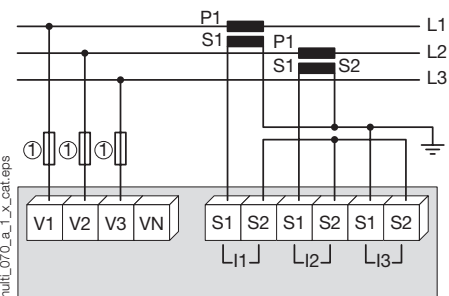 P1
L1
S1
P1
L2
S1
S2
L3
① ① ①
V1 V2 V3 VN S1 S2 S1 S2 S1 S2
I1 I2 I3
multi_070_a_1_x_cat.eps